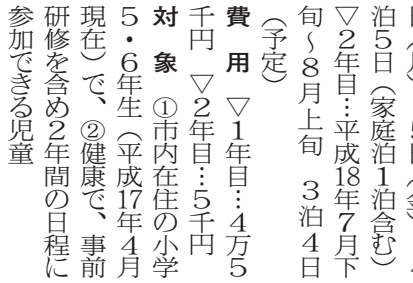 泊５日（家庭泊１泊含む）
▽２年目…平成18年７月下
旬～８月上旬　３泊４日
（予定）
費　用　▽１年目…４万５
千円　▽２年目…５千円
対　象　①市内在住の小学
５・６年生（平成17年４月
現在）で、②健康で、事前
研修を含め２年間の日程に
参加できる児童